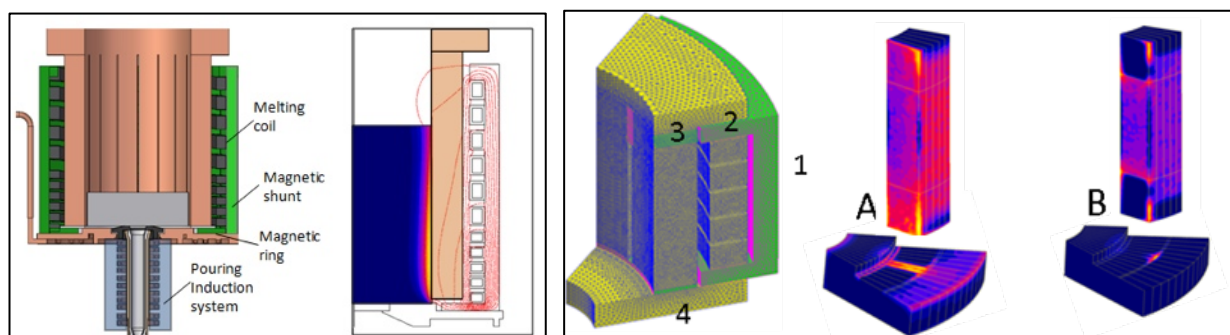 Melting
coil
Magnetic
shunt
Magnetic
ring
Pouring
Induction
system
3 2
1
4
A
B